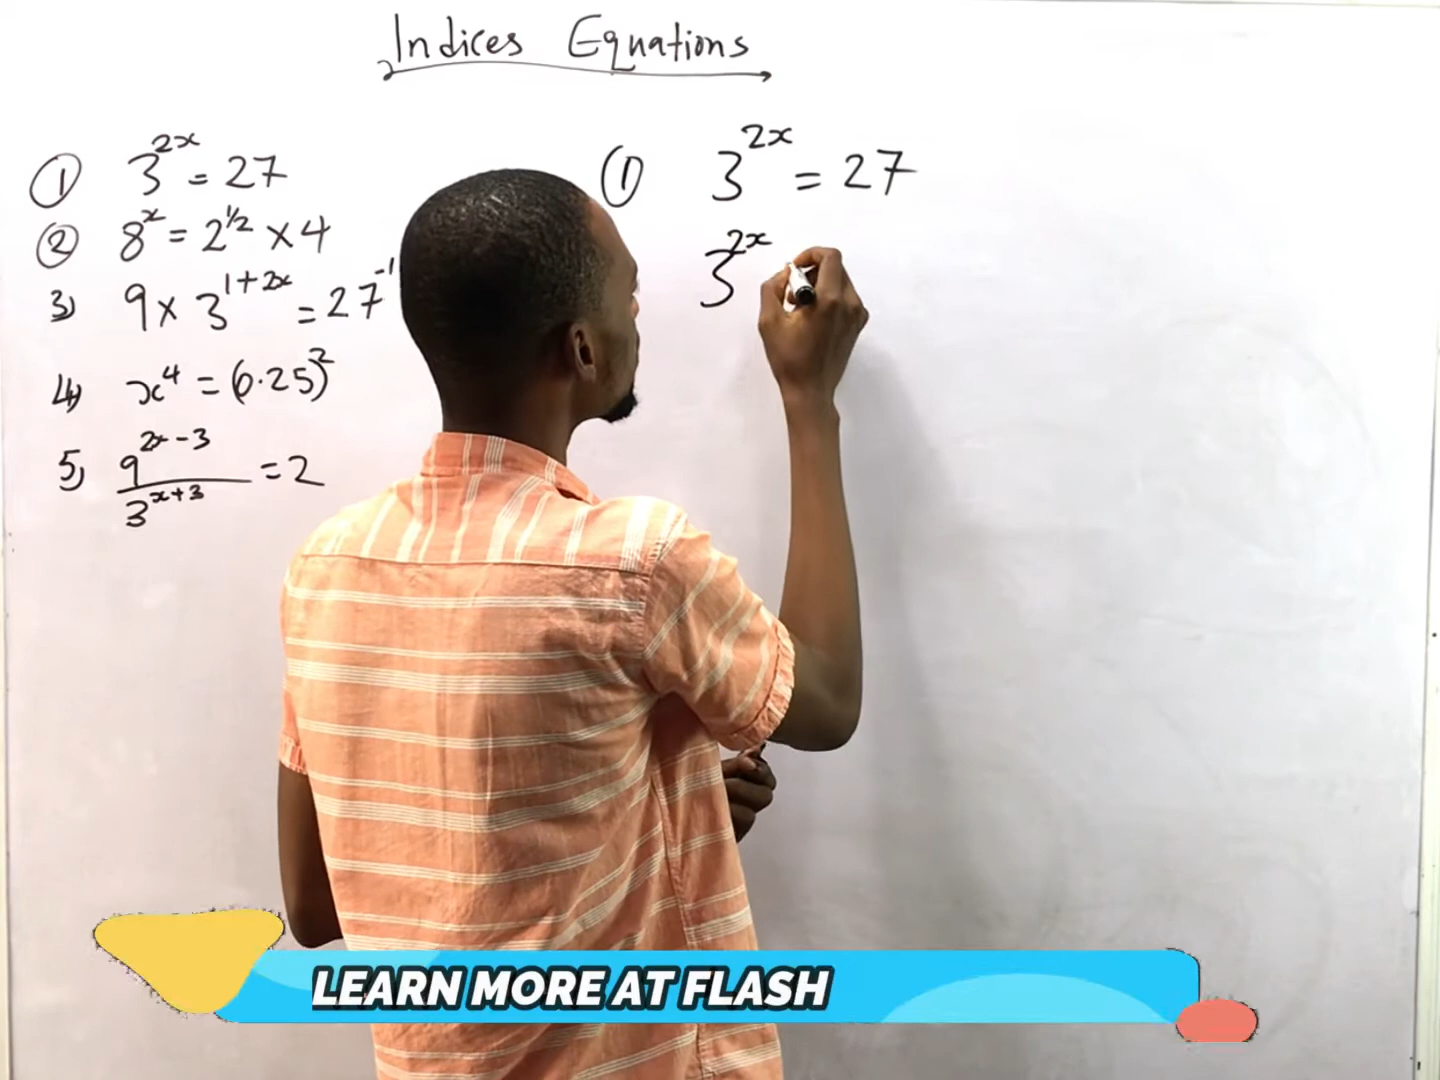 Indices Equations
① 3^2x = 27
② 8^x = 2^1/2 × 4
3) 9 × 3^1+2x = 27^-1
4) x^4 = (6.25)^2
5) 9^2x-3 / 3^x+3 = 2
① 3^2x = 27
3^2x
LEARN MORE AT FLASH